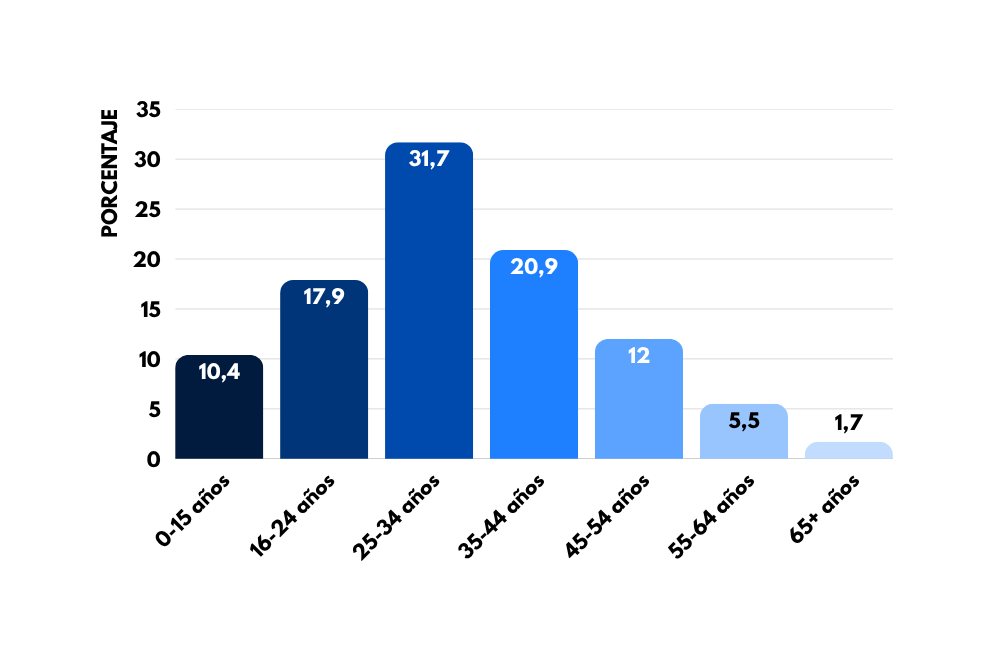 PORCENTAJE
35
30
25
20
15
10
5
0
10,4
17,9
31,7
20,9
12
5,5
1,7
0-15 años
16-24 años
25-34 años
35-44 años
45-54 años
55-64 años
65+ años